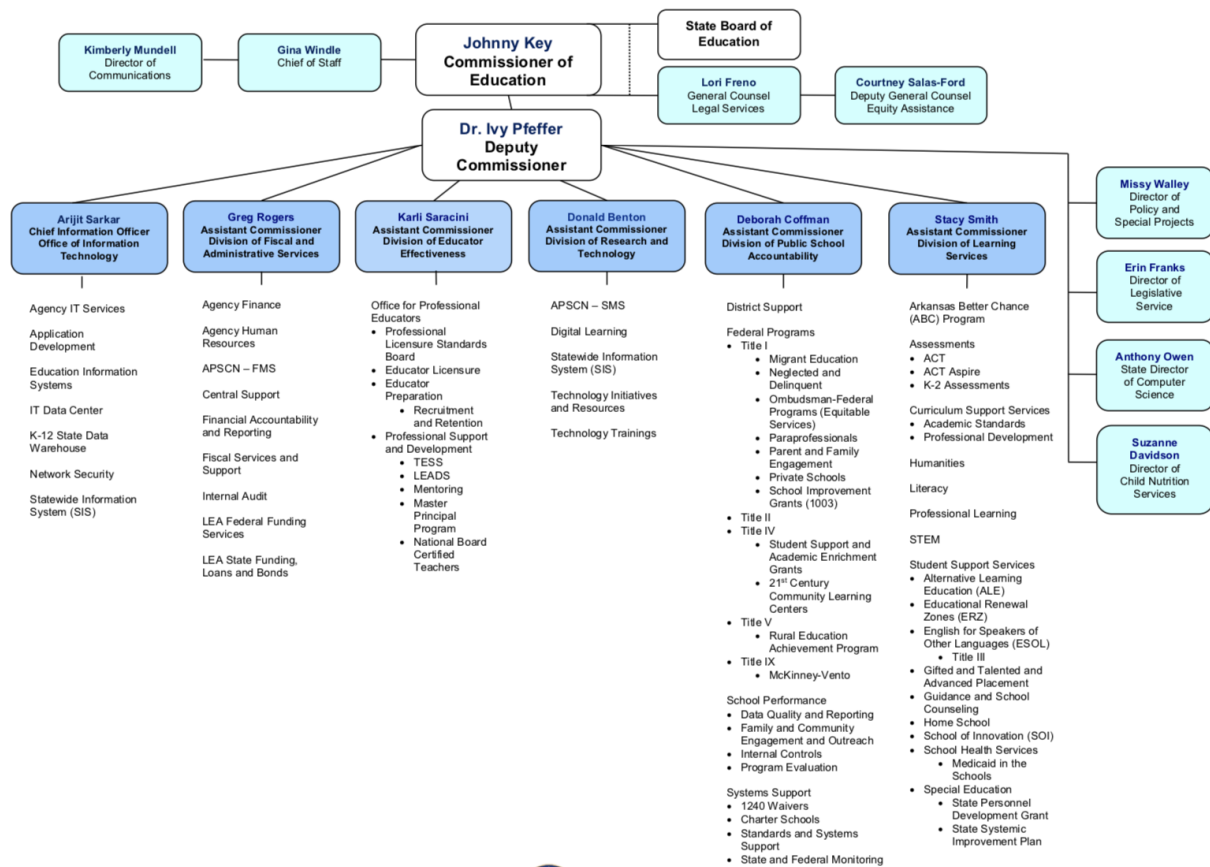 State Board of
Education
Kimberly Mundell
Director of
Communications
Gina Windle
Chief of Staff
Johnny Key
Commissioner of
Education
Lori Freno
General Counsel
Legal Services
Courtney Salas-Ford
Deputy General Counsel
Equity Assistance
Dr. Ivy Pfeffer
Deputy
Commissioner
Arijit Sarkar
Chief Information Officer
Office of Information
Technology
Agency IT Services
Application
Development
Education Information
Systems
IT Data Center
K-12 State Data
Warehouse
Network Security
Statewide Information
System (SIS)
Greg Rogers
Assistant Commissioner
Division of Fiscal and
Administrative Services
Agency Finance
Agency Human
Resources
APSCN – FMS
Central Support
Financial Accountability
and Reporting
Fiscal Services and
Support
Internal Audit
LEA Federal Funding
Services
LEA State Funding,
Loans and Bonds
Karli Saracini
Assistant Commissioner
Division of Educator
Effectiveness
Office for Professional
Educators
• Professional
Licensure Standards
Board
• Educator Licensure
• Educator
Preparation
• Recruitment
and Retention
• Professional Support
and Development
• TESS
• LEADS
• Mentoring
• Master
Principal
Program
• National Board
Certified
Teachers
Donald Benton
Assistant Commissioner
Division of Research and
Technology
APSCN – SMS
Digital Learning
Statewide Information
System (SIS)
Technology Initiatives
and Resources
Technology Trainings
Deborah Coffman
Assistant Commissioner
Division of Public School
Accountability
District Support
Federal Programs
• Title I
• Migrant Education
• Neglected and
Delinquent
• Ombudsman-Federal
Programs (Equitable
Services)
• Paraprofessionals
• Parent and Family
Engagement
• Private Schools
• School Improvement
Grants (1003)
• Title II
• Title IV
• Student Support and
Academic Enrichment
Grants
• 21st Century
Community Learning
Centers
• Title V
• Rural Education
Achievement Program
• Title IX
• McKinney-Vento
School Performance
• Data Quality and Reporting
• Family and Community
Engagement and Outreach
• Internal Controls
• Program Evaluation
Systems Support
• 1240 Waivers
• Charter Schools
• Standards and Systems
Support
• State and Federal Monitoring
Stacy Smith
Assistant Commissioner
Division of Learning
Services
Arkansas Better Chance
(ABC) Program
Assessments
• ACT
• ACT Aspire
• K-2 Assessments
Curriculum Support Services
• Academic Standards
• Professional Development
Humanities
Literacy
Professional Learning
STEM
Student Support Services
• Alternative Learning
Education (ALE)
• Educational Renewal
Zones (ERZ)
• English for Speakers of
Other Languages (ESOL)
• Title III
• Gifted and Talented and
Advanced Placement
• Guidance and School
Counseling
• Home School
• School of Innovation (SOI)
• School Health Services
• Medicaid in the
Schools
• Special Education
• State Personnel
Development Grant
• State Systemic
Improvement Plan
Missy Walley
Director of
Policy and
Special Projects
Erin Franks
Director of
Legislative
Service
Anthony Owen
State Director
of Computer
Science
Suzanne
Davidson
Director of
Child Nutrition
Services